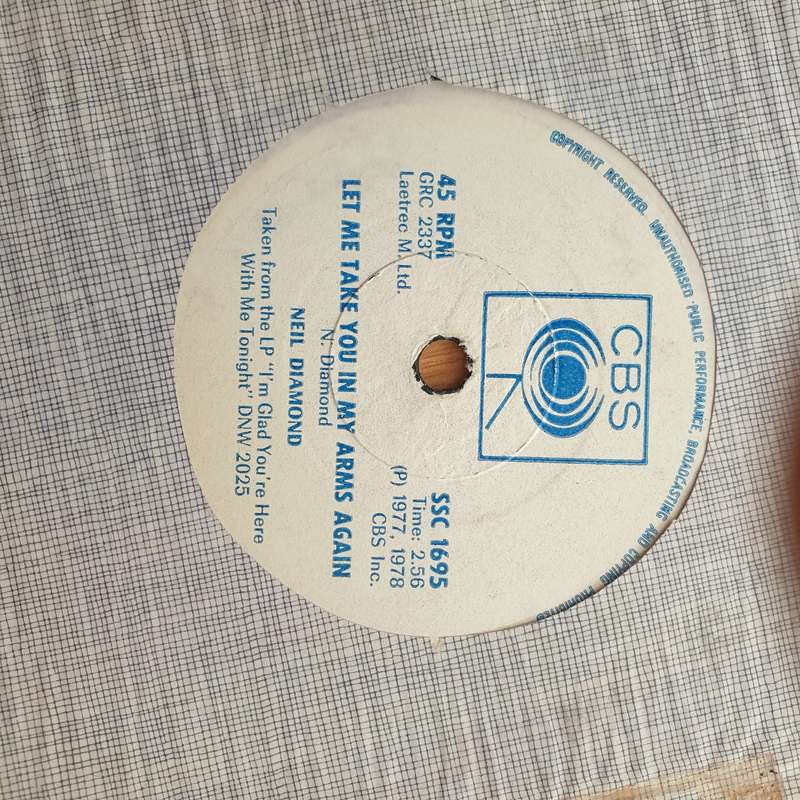 COPYRIGHT RESERVED. UNAUTHORISED PUBLIC PERFORMANCE, BROADCASTING AND COPYING PROHIBITED
CBS
45 RPM
GRC 2337
Laetrec M. Ltd.
SSC 1695
Time: 2.56
(P) 1977, 1978
CBS Inc.
LET ME TAKE YOU IN MY ARMS AGAIN
N. Diamond
NEIL DIAMOND
Taken from the LP "I'm Glad You're Here
With Me Tonight" DNW 2025